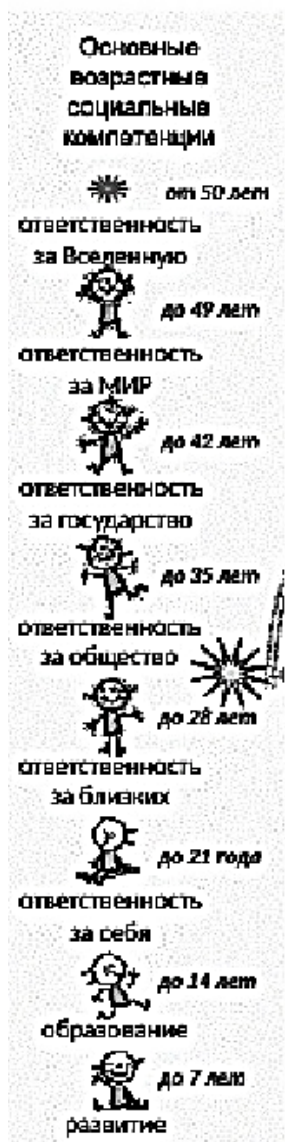 Основные
возрастные
социальные
компетенции
от 50 лет
ответственность
за Вселенную
до 49 лет
ответственность
за МИР
до 42 лет
ответственность
за государство
до 35 лет
ответственность
за общество
до 28 лет
ответственность
за близких
до 21 года
ответственность
за себя
до 14 лет
образование
до 7 лет
развитие